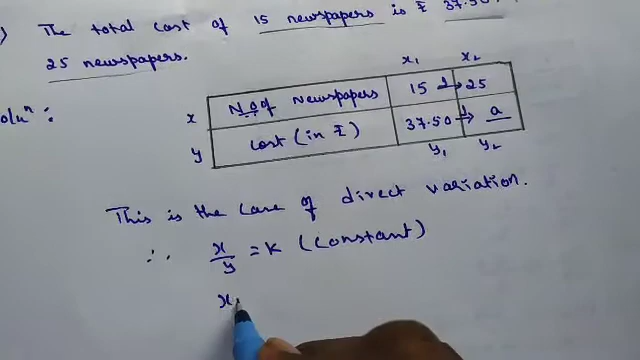 ) The total cost of 15 newspapers is ₹ 37.50.
25 newspapers.
x₁ x₂
Soluⁿ:
x No of Newspapers 15 → 25
y Cost (in ₹) 37.50 → a
y₁ y₂
This is the case of direct variation.
∴ x/y = K (constant)
x